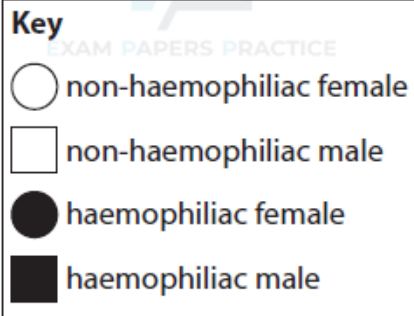 Key
EXAM PAPERS PRACTICE
non-haemophiliac female
non-haemophiliac male
haemophiliac female
haemophiliac male